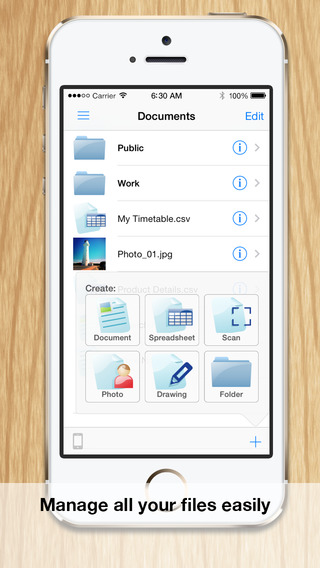 Carrier 6:30 AM 100%
Documents Edit
Public
Work
My Timetable.csv
Photo_01.jpg
Product Details.csv
Create:
Document Spreadsheet Scan
Photo Drawing Folder
Manage all your files easily